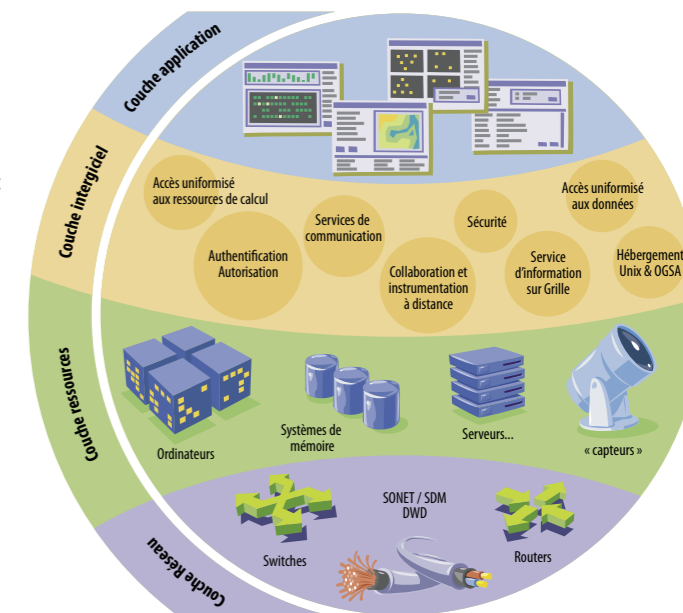 Couche application
Couche intergiciel
Accès uniformisé
aux ressources de calcul
Authentification
Autorisation
Services de
communication
Collaboration et
instrumentation
à distance
Sécurité
Service
d'information
sur Grille
Accès uniformisé
aux données
Hébergement
Unix & OGSA
Couche ressources
Ordinateurs
Systèmes de
mémoire
Serveurs...
« capteurs »
Couche Réseau
Switches
SONET / SDM
DWD
Routers